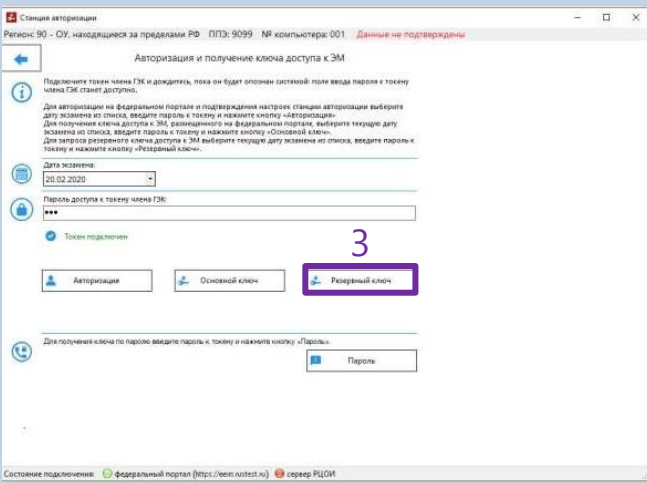 Станция авторизации
Регион: 90 - ОУ, находящиеся за пределами РФ ППЭ: 9099 № компьютера: 001 Данные не подтверждены
Авторизация и получение ключа доступа к ЭМ
Подключите токен члена ГЭК и дождитесь, пока он будет опознан системой: поле ввода пароля к токену
члена ГЭК станет доступно.
Для авторизации на федеральном портале и подтверждения настроек станции авторизации выберите
дату экзамена из списка, введите пароль к токену и нажмите кнопку «Авторизация»
Для получения ключа доступа к ЭМ, размещенного на федеральном портале, выберите текущую дату
экзамена из списка, введите пароль к токену и нажмите кнопку «Основной ключ».
Для запроса резервного ключа доступа к ЭМ выберите текущую дату экзамена из списка, введите пароль к
токену и нажмите кнопку «Резервный ключ».
Дата экзамена:
20.02.2020
Пароль доступа к токену члена ГЭК:
•••
Токен подключен
3
Авторизация
Основной ключ
Резервный ключ
Для получения ключа по паролю введите пароль к токену и нажмите кнопку «Пароль».
Пароль
Состояние подключения: федеральный портал (https://eem.rustest.ru) сервер РЦОИ